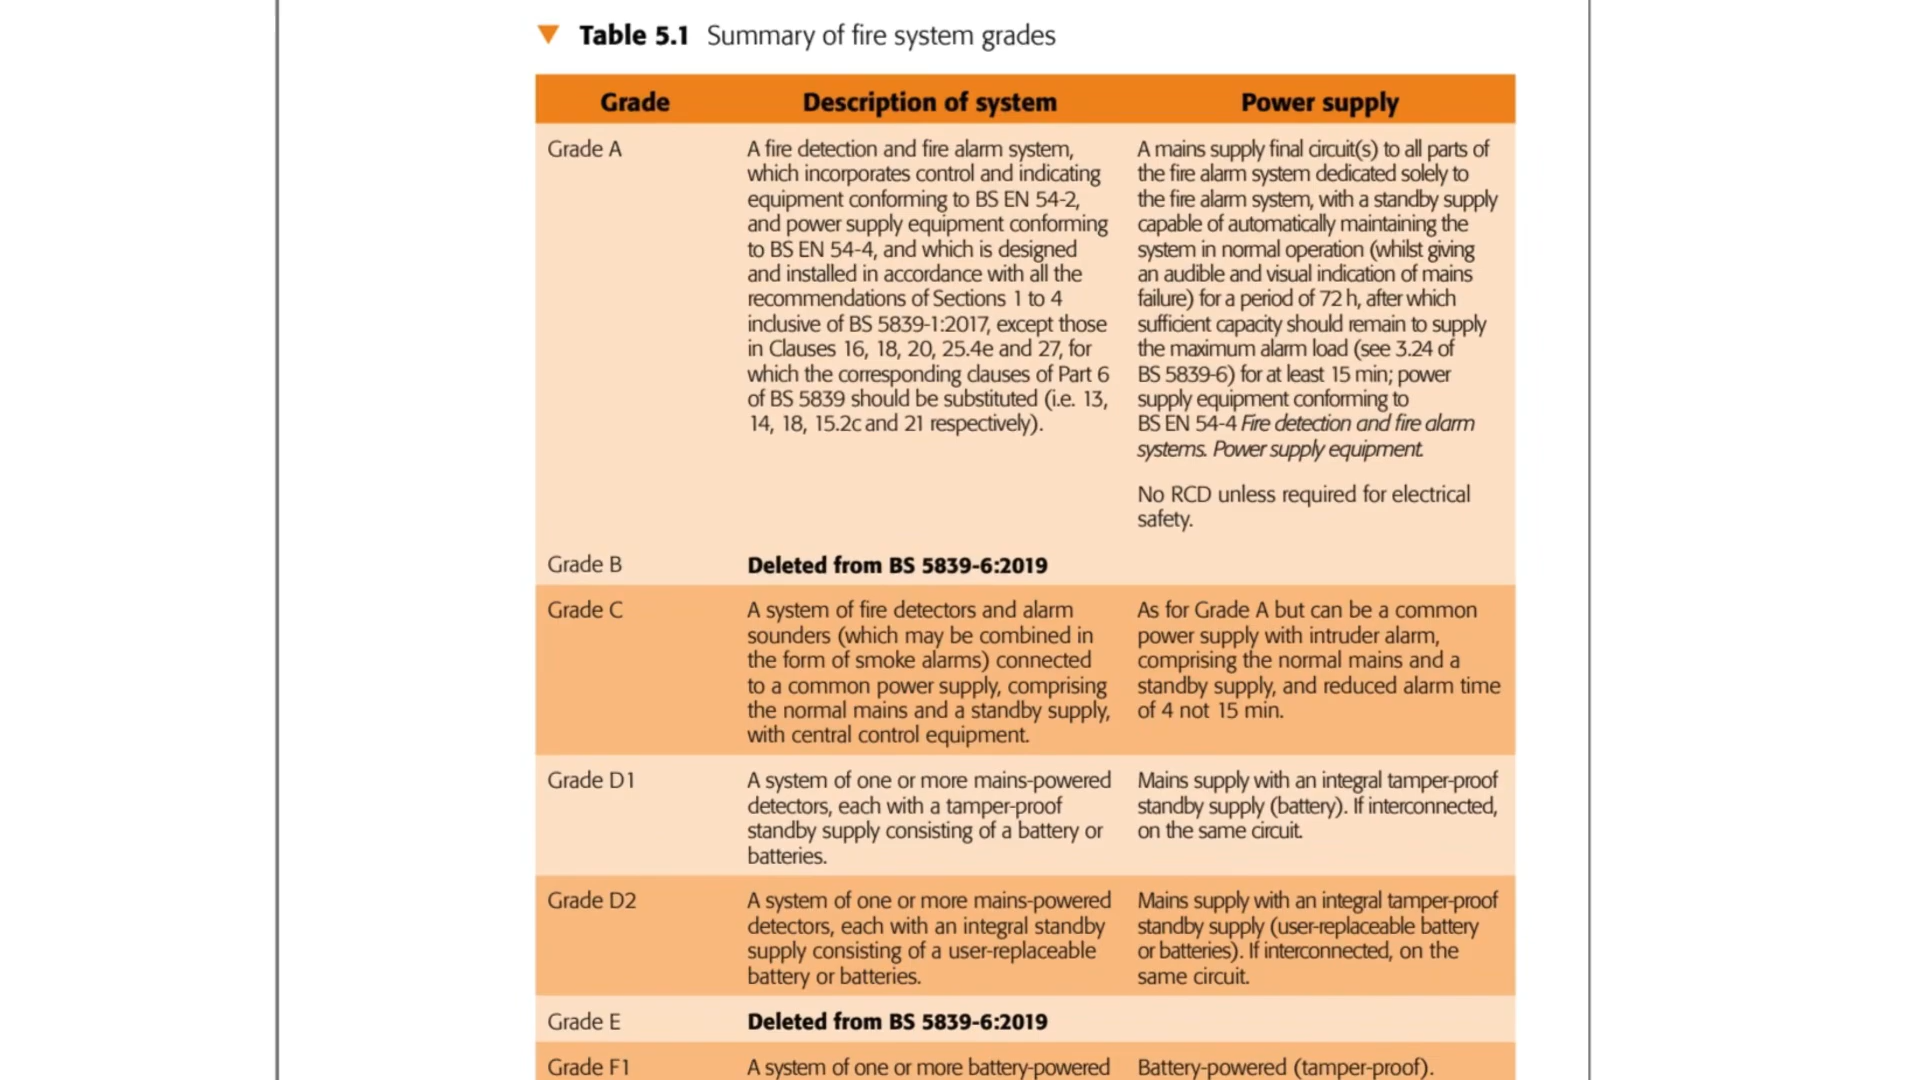 ▼ Table 5.1 Summary of fire system grades
Grade
Description of system
Power supply
Grade A
A fire detection and fire alarm system,
which incorporates control and indicating
equipment conforming to BS EN 54-2,
and power supply equipment conforming
to BS EN 54-4, and which is designed
and installed in accordance with all the
recommendations of Sections 1 to 4
inclusive of BS 5839-1:2017, except those
in Clauses 16, 18, 20, 25.4e and 27, for
which the corresponding clauses of Part 6
of BS 5839 should be substituted (i.e. 13,
14, 18, 15.2c and 21 respectively).
A mains supply final circuit(s) to all parts of
the fire alarm system dedicated solely to
the fire alarm system, with a standby supply
capable of automatically maintaining the
system in normal operation (whilst giving
an audible and visual indication of mains
failure) for a period of 72 h, after which
sufficient capacity should remain to supply
the maximum alarm load (see 3.24 of
BS 5839-6) for at least 15 min; power
supply equipment conforming to
BS EN 54-4 Fire detection and fire alarm
systems. Power supply equipment.
No RCD unless required for electrical
safety.
Grade B
Deleted from BS 5839-6:2019
Grade C
A system of fire detectors and alarm
sounders (which may be combined in
the form of smoke alarms) connected
to a common power supply, comprising
the normal mains and a standby supply,
with central control equipment.
As for Grade A but can be a common
power supply with intruder alarm,
comprising the normal mains and a
standby supply, and reduced alarm time
of 4 not 15 min.
Grade D1
A system of one or more mains-powered
detectors, each with a tamper-proof
standby supply consisting of a battery or
batteries.
Mains supply with an integral tamper-proof
standby supply (battery). If interconnected,
on the same circuit.
Grade D2
A system of one or more mains-powered
detectors, each with an integral standby
supply consisting of a user-replaceable
battery or batteries.
Mains supply with an integral tamper-proof
standby supply (user-replaceable battery
or batteries). If interconnected, on the
same circuit.
Grade E
Deleted from BS 5839-6:2019
Grade F1
A system of one or more battery-powered
Battery-powered (tamper-proof).